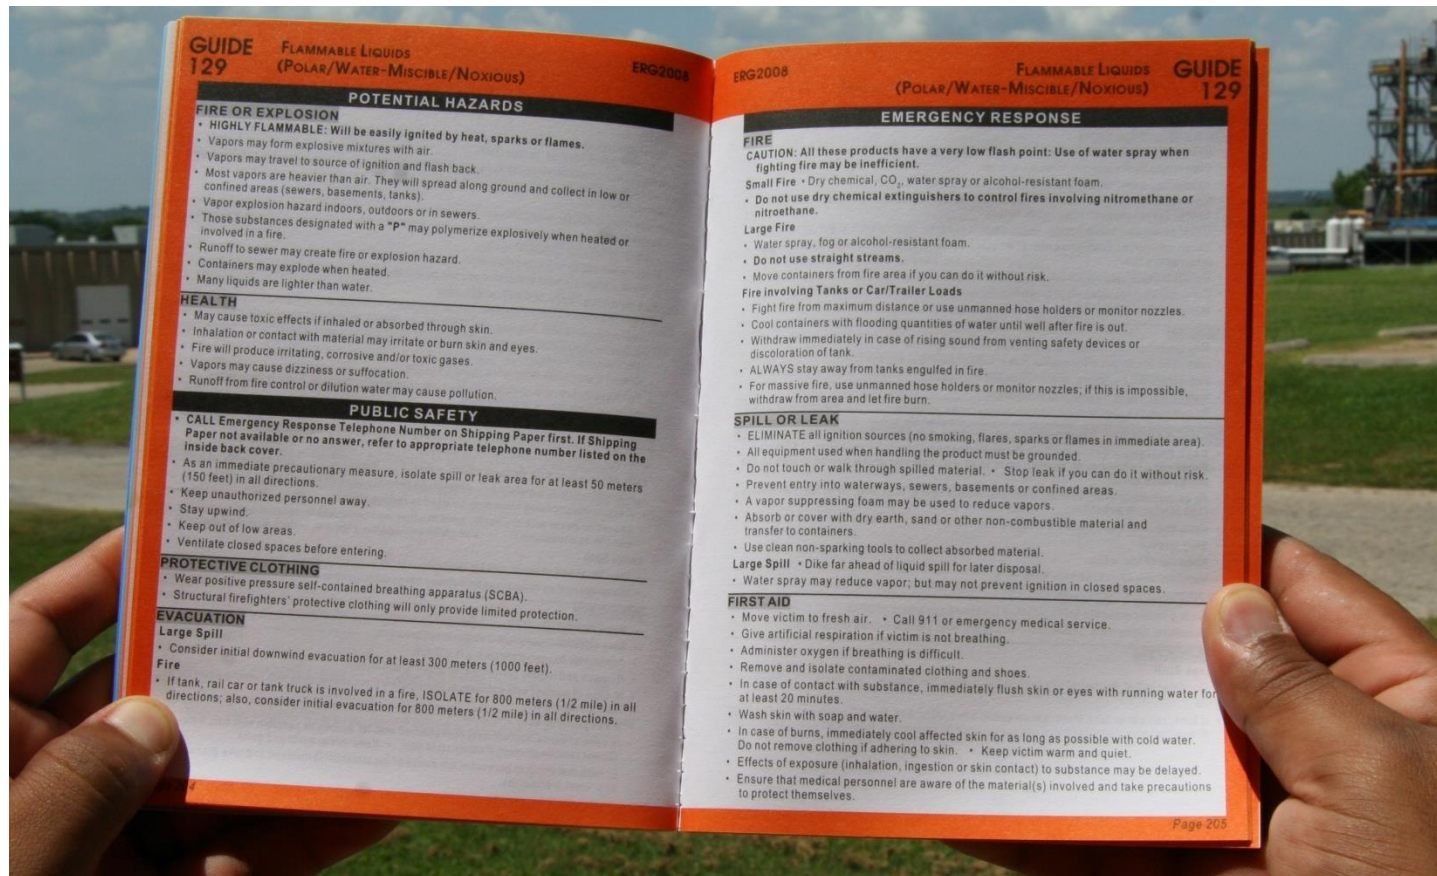 GUIDE 129
FLAMMABLE LIQUIDS
(POLAR/WATER-MISCIBLE/NOXIOUS)
ERG2008
POTENTIAL HAZARDS
FIRE OR EXPLOSION
• HIGHLY FLAMMABLE: Will be easily ignited by heat, sparks or flames.
• Vapors may form explosive mixtures with air.
• Vapors may travel to source of ignition and flash back.
• Most vapors are heavier than air. They will spread along ground and collect in low or
confined areas (sewers, basements, tanks).
• Vapor explosion hazard indoors, outdoors or in sewers.
• Those substances designated with a "P" may polymerize explosively when heated or
involved in a fire.
• Runoff to sewer may create fire or explosion hazard.
• Containers may explode when heated.
• Many liquids are lighter than water.
HEALTH
• May cause toxic effects if inhaled or absorbed through skin.
• Inhalation or contact with material may irritate or burn skin and eyes.
• Fire will produce irritating, corrosive and/or toxic gases.
• Vapors may cause dizziness or suffocation.
• Runoff from fire control or dilution water may cause pollution.
PUBLIC SAFETY
• CALL Emergency Response Telephone Number on Shipping Paper first. If Shipping
Paper not available or no answer, refer to appropriate telephone number listed on the
inside back cover.
• As an immediate precautionary measure, isolate spill or leak area for at least 50 meters
(150 feet) in all directions.
• Keep unauthorized personnel away.
• Stay upwind.
• Keep out of low areas.
• Ventilate closed spaces before entering.
PROTECTIVE CLOTHING
• Wear positive pressure self-contained breathing apparatus (SCBA).
• Structural firefighters' protective clothing will only provide limited protection.
EVACUATION
Large Spill
• Consider initial downwind evacuation for at least 300 meters (1000 feet).
Fire
• If tank, rail car or tank truck is involved in a fire, ISOLATE for 800 meters (1/2 mile) in all
directions; also, consider initial evacuation for 800 meters (1/2 mile) in all directions.
4
ERG2008
FLAMMABLE LIQUIDS
(POLAR/WATER-MISCIBLE/NOXIOUS)
GUIDE 129
EMERGENCY RESPONSE
FIRE
CAUTION: All these products have a very low flash point: Use of water spray when
fighting fire may be inefficient.
Small Fire • Dry chemical, CO₂, water spray or alcohol-resistant foam.
• Do not use dry chemical extinguishers to control fires involving nitromethane or
nitroethane.
Large Fire
• Water spray, fog or alcohol-resistant foam.
• Do not use straight streams.
• Move containers from fire area if you can do it without risk.
Fire involving Tanks or Car/Trailer Loads
• Fight fire from maximum distance or use unmanned hose holders or monitor nozzles.
• Cool containers with flooding quantities of water until well after fire is out.
• Withdraw immediately in case of rising sound from venting safety devices or
discoloration of tank.
• ALWAYS stay away from tanks engulfed in fire.
• For massive fire, use unmanned hose holders or monitor nozzles; if this is impossible,
withdraw from area and let fire burn.
SPILL OR LEAK
• ELIMINATE all ignition sources (no smoking, flares, sparks or flames in immediate area).
• All equipment used when handling the product must be grounded.
• Do not touch or walk through spilled material. • Stop leak if you can do it without risk.
• Prevent entry into waterways, sewers, basements or confined areas.
• A vapor suppressing foam may be used to reduce vapors.
• Absorb or cover with dry earth, sand or other non-combustible material and
transfer to containers.
• Use clean non-sparking tools to collect absorbed material.
Large Spill • Dike far ahead of liquid spill for later disposal.
• Water spray may reduce vapor; but may not prevent ignition in closed spaces.
FIRST AID
• Move victim to fresh air. • Call 911 or emergency medical service.
• Give artificial respiration if victim is not breathing.
• Administer oxygen if breathing is difficult.
• Remove and isolate contaminated clothing and shoes.
• In case of contact with substance, immediately flush skin or eyes with running water for
at least 20 minutes.
• Wash skin with soap and water.
• In case of burns, immediately cool affected skin for as long as possible with cold water.
Do not remove clothing if adhering to skin. • Keep victim warm and quiet.
• Effects of exposure (inhalation, ingestion or skin contact) to substance may be delayed.
• Ensure that medical personnel are aware of the material(s) involved and take precautions
to protect themselves.
Page 205